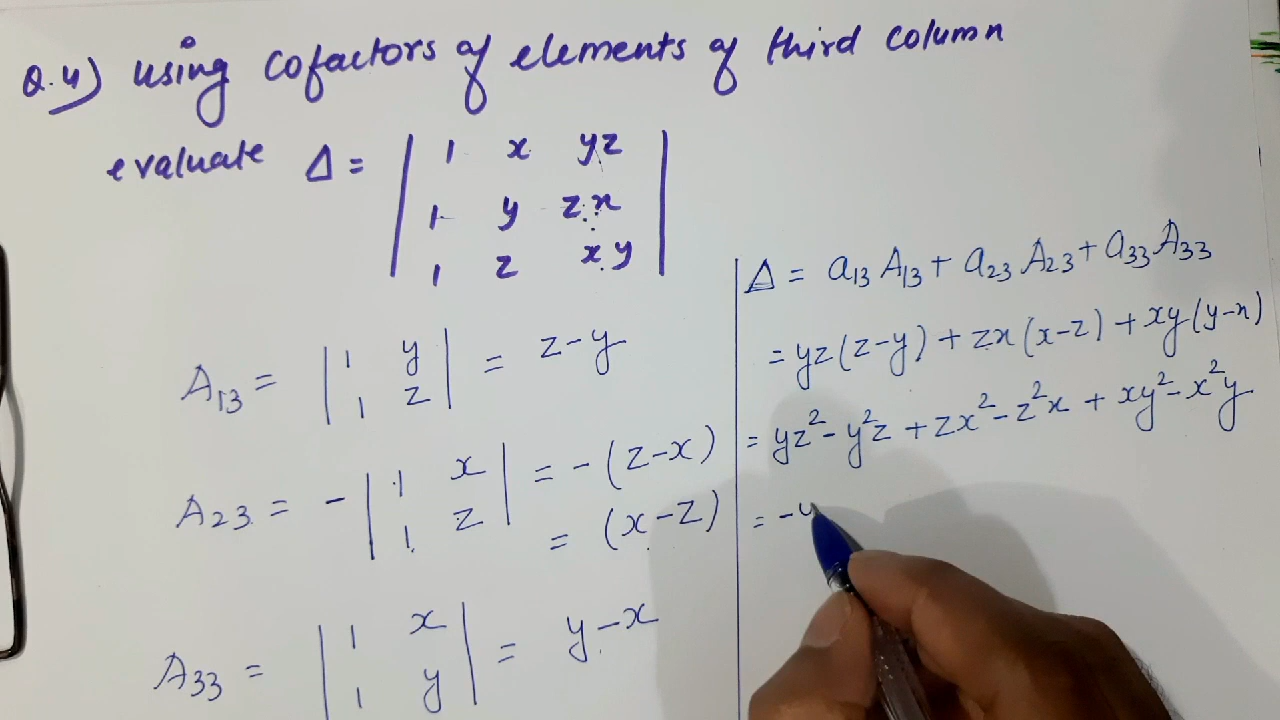 Q.4) Using Cofactors of elements of third column
evaluate Δ = | 1 x yz |
| 1 y zx |
| 1 z xy |
A13 = | 1 y | = z-y
| 1 z |
A23 = - | 1 x | = -(z-x)
| 1 z | = (x-z)
A33 = | 1 x | = y-x
| 1 y |
Δ = a13 A13 + a23 A23 + a33 A33
= yz(z-y) + zx(x-z) + xy(y-x)
= yz² - y²z + zx² - z²x + xy² - x²y
= -y